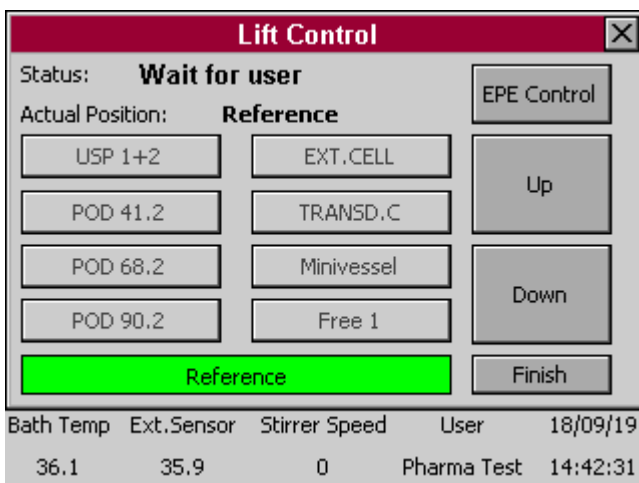 Lift Control
Status: Wait for user
EPE Control
Actual Position: Reference
USP 1+2 EXT.CELL
Up
POD 41.2 TRANSD.C
POD 68.2 Minivessel
Down
POD 90.2 Free 1
Reference Finish
Bath Temp Ext.Sensor Stirrer Speed User 18/09/19
36.1 35.9 0 Pharma Test 14:42:31